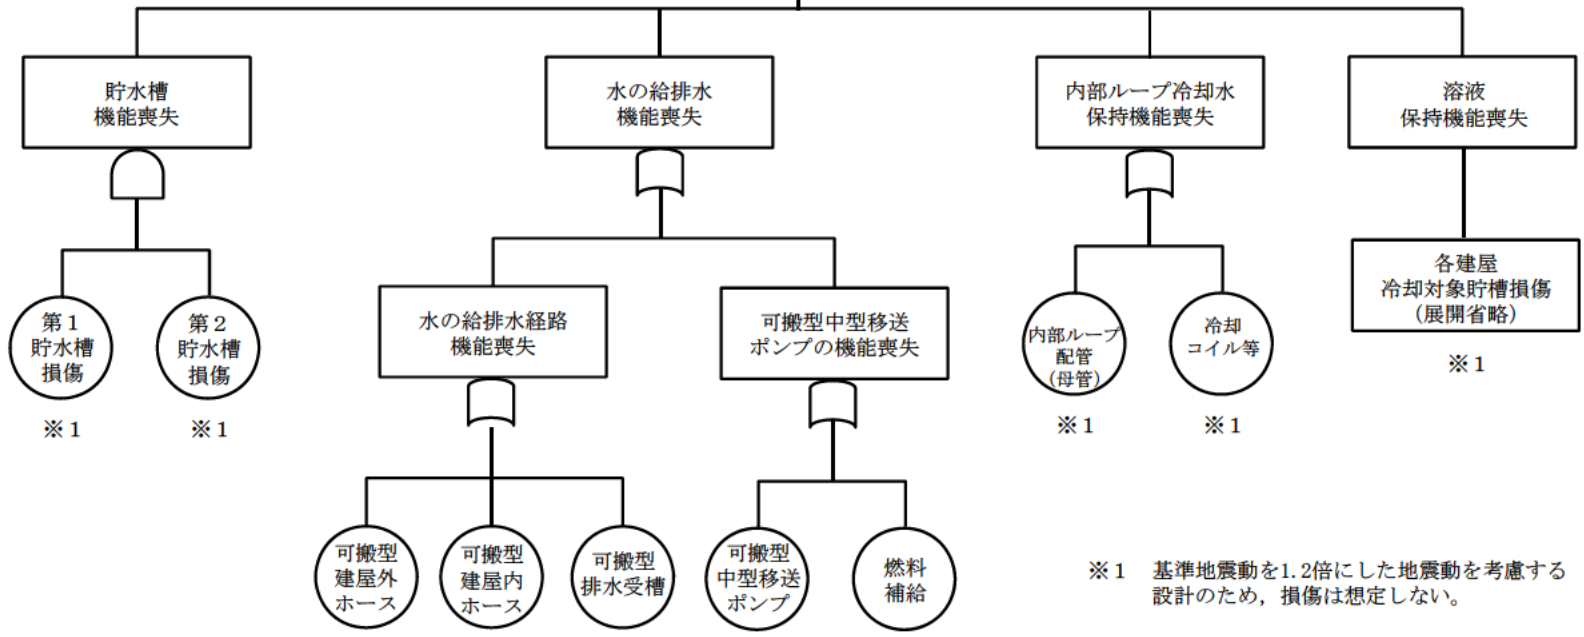 貯水槽
機能喪失
水の給排水
機能喪失
内部ループ冷却水
保持機能喪失
溶液
保持機能喪失
第１
貯水槽
損傷
※１
第２
貯水槽
損傷
※１
水の給排水経路
機能喪失
可搬型中型移送
ポンプの機能喪失
内部ループ
配管
(母管)
※１
冷却
コイル等
※１
各建屋
冷却対象貯槽損傷
(展開省略)
※１
可搬型
建屋外
ホース
可搬型
建屋内
ホース
可搬型
排水受槽
可搬型
中型移送
ポンプ
燃料
補給
※１ 基準地震動を1.2倍にした地震動を考慮する
設計のため，損傷は想定しない。